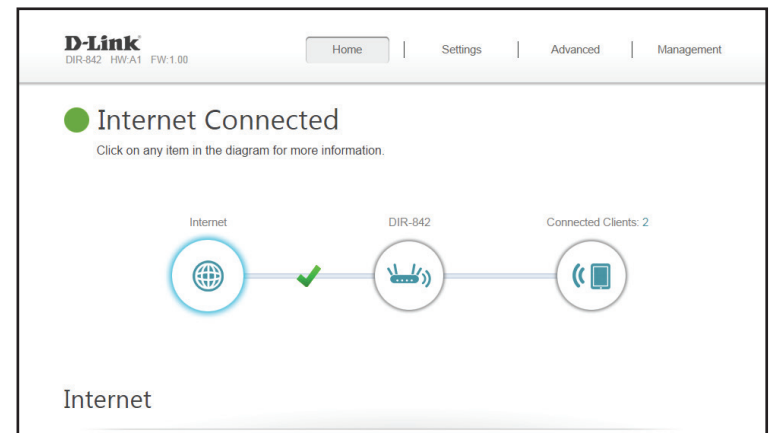 D-Link
DIR-842 HW:A1 FW:1.00
Home
Settings
Advanced
Management
Internet Connected
Click on any item in the diagram for more information.
Internet
DIR-842
Connected Clients: 2
Internet